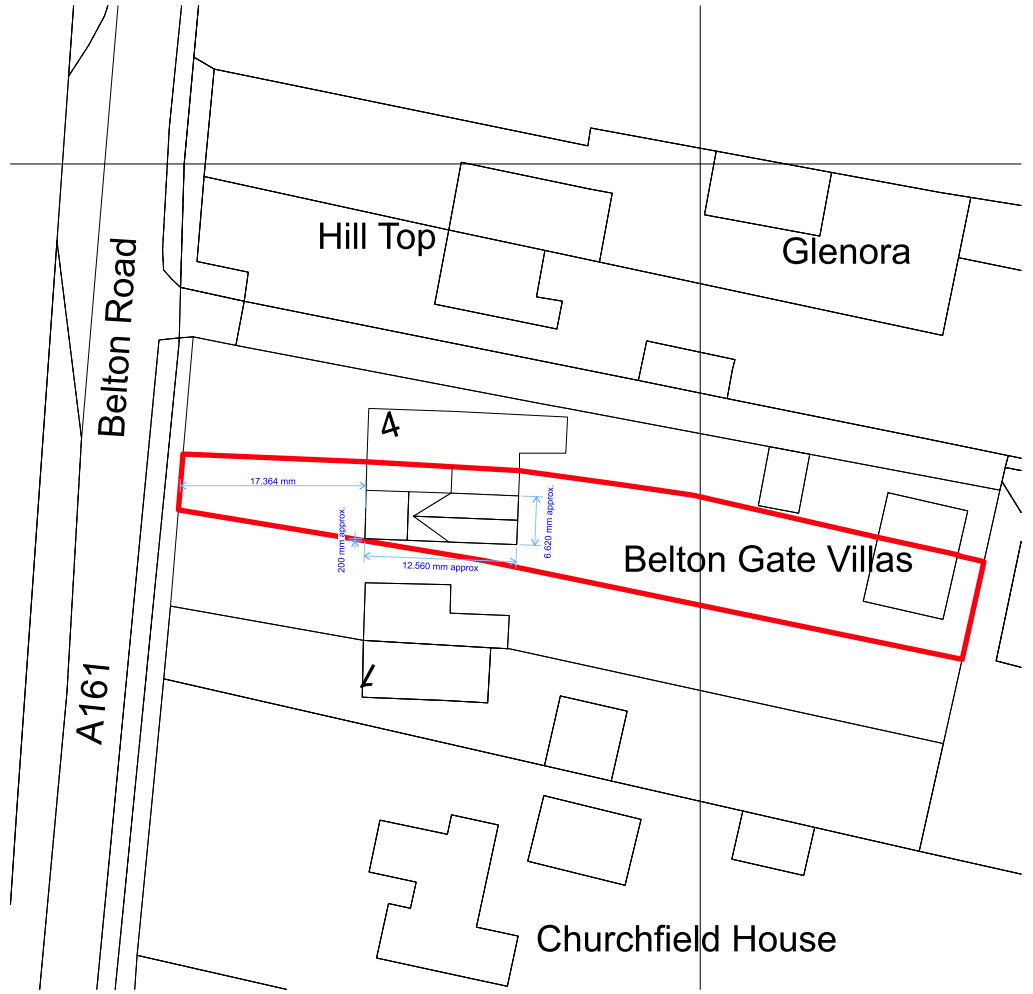 Hill Top
Glenora
Belton Road
4
17.364 mm
200 mm approx.
12.560 mm approx
6.620 mm approx.
Belton Gate Villas
A161
Churchfield House